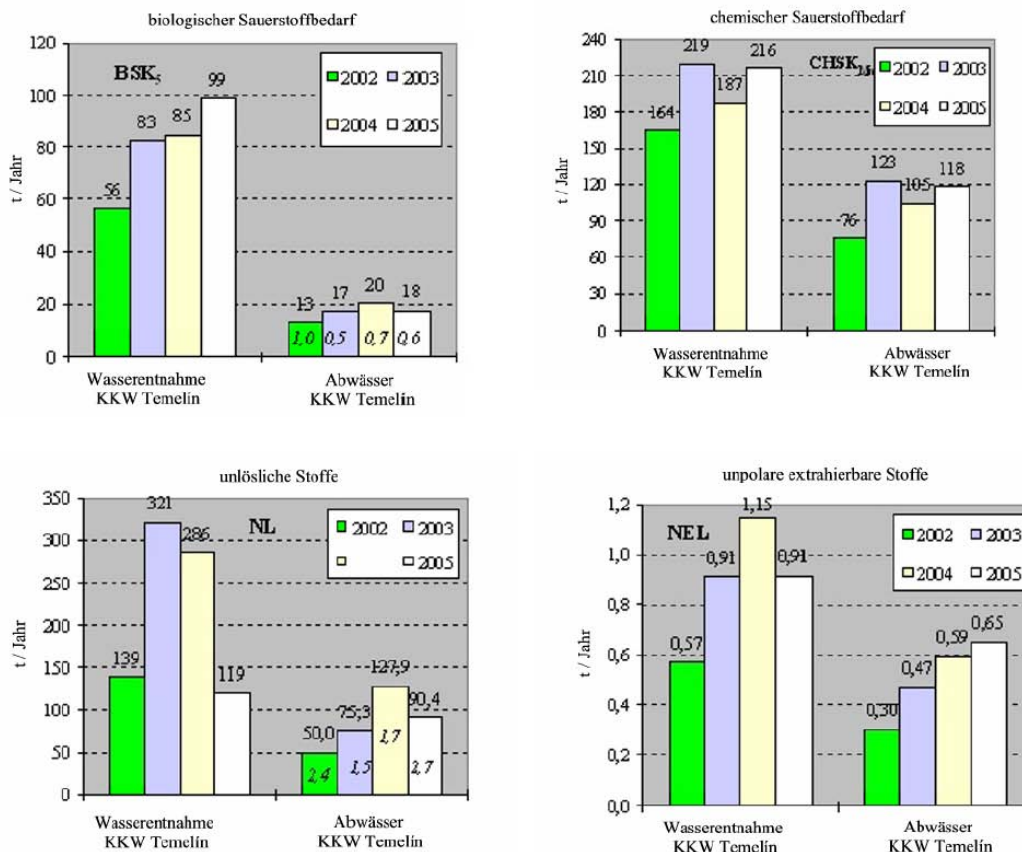 biologischer Sauerstoffbedarf
120
100
80
60
40
20
0
t / Jahr
BSK5
2002 2003
2004 2005
56
83
85
99
13
17
20
18
1,0
0,5
0,7
0,6
Wasserentnahme
KKW Temelín
Abwässer
KKW Temelin
chemischer Sauerstoffbedarf
240
210
180
150
120
90
60
30
0
t / Jahr
2002 2003
2004 2005
164
219
187
216
76
123
105
118
Wasserentnahme
KKW Temelín
Abwässer
KKW Temelín
unlösliche Stoffe
350
300
250
200
150
100
50
0
t / Jahr
NL
2002 2003
2005
139
321
286
119
50,0
75,3
127,9
90,4
2,4
1,5
1,7
2,7
Wasserentnahme
KKW Temelín
Abwässer
KKW Temelín
unpolare extrahierbare Stoffe
1,2
1,0
0,8
0,6
0,4
0,2
0,0
t / Jahr
NEL
2002 2003
2004 2005
0,57
0,91
1,15
0,91
0,30
0,47
0,59
0,65
Wasserentnahme
KKW Temelín
Abwässer
KKW Temelín